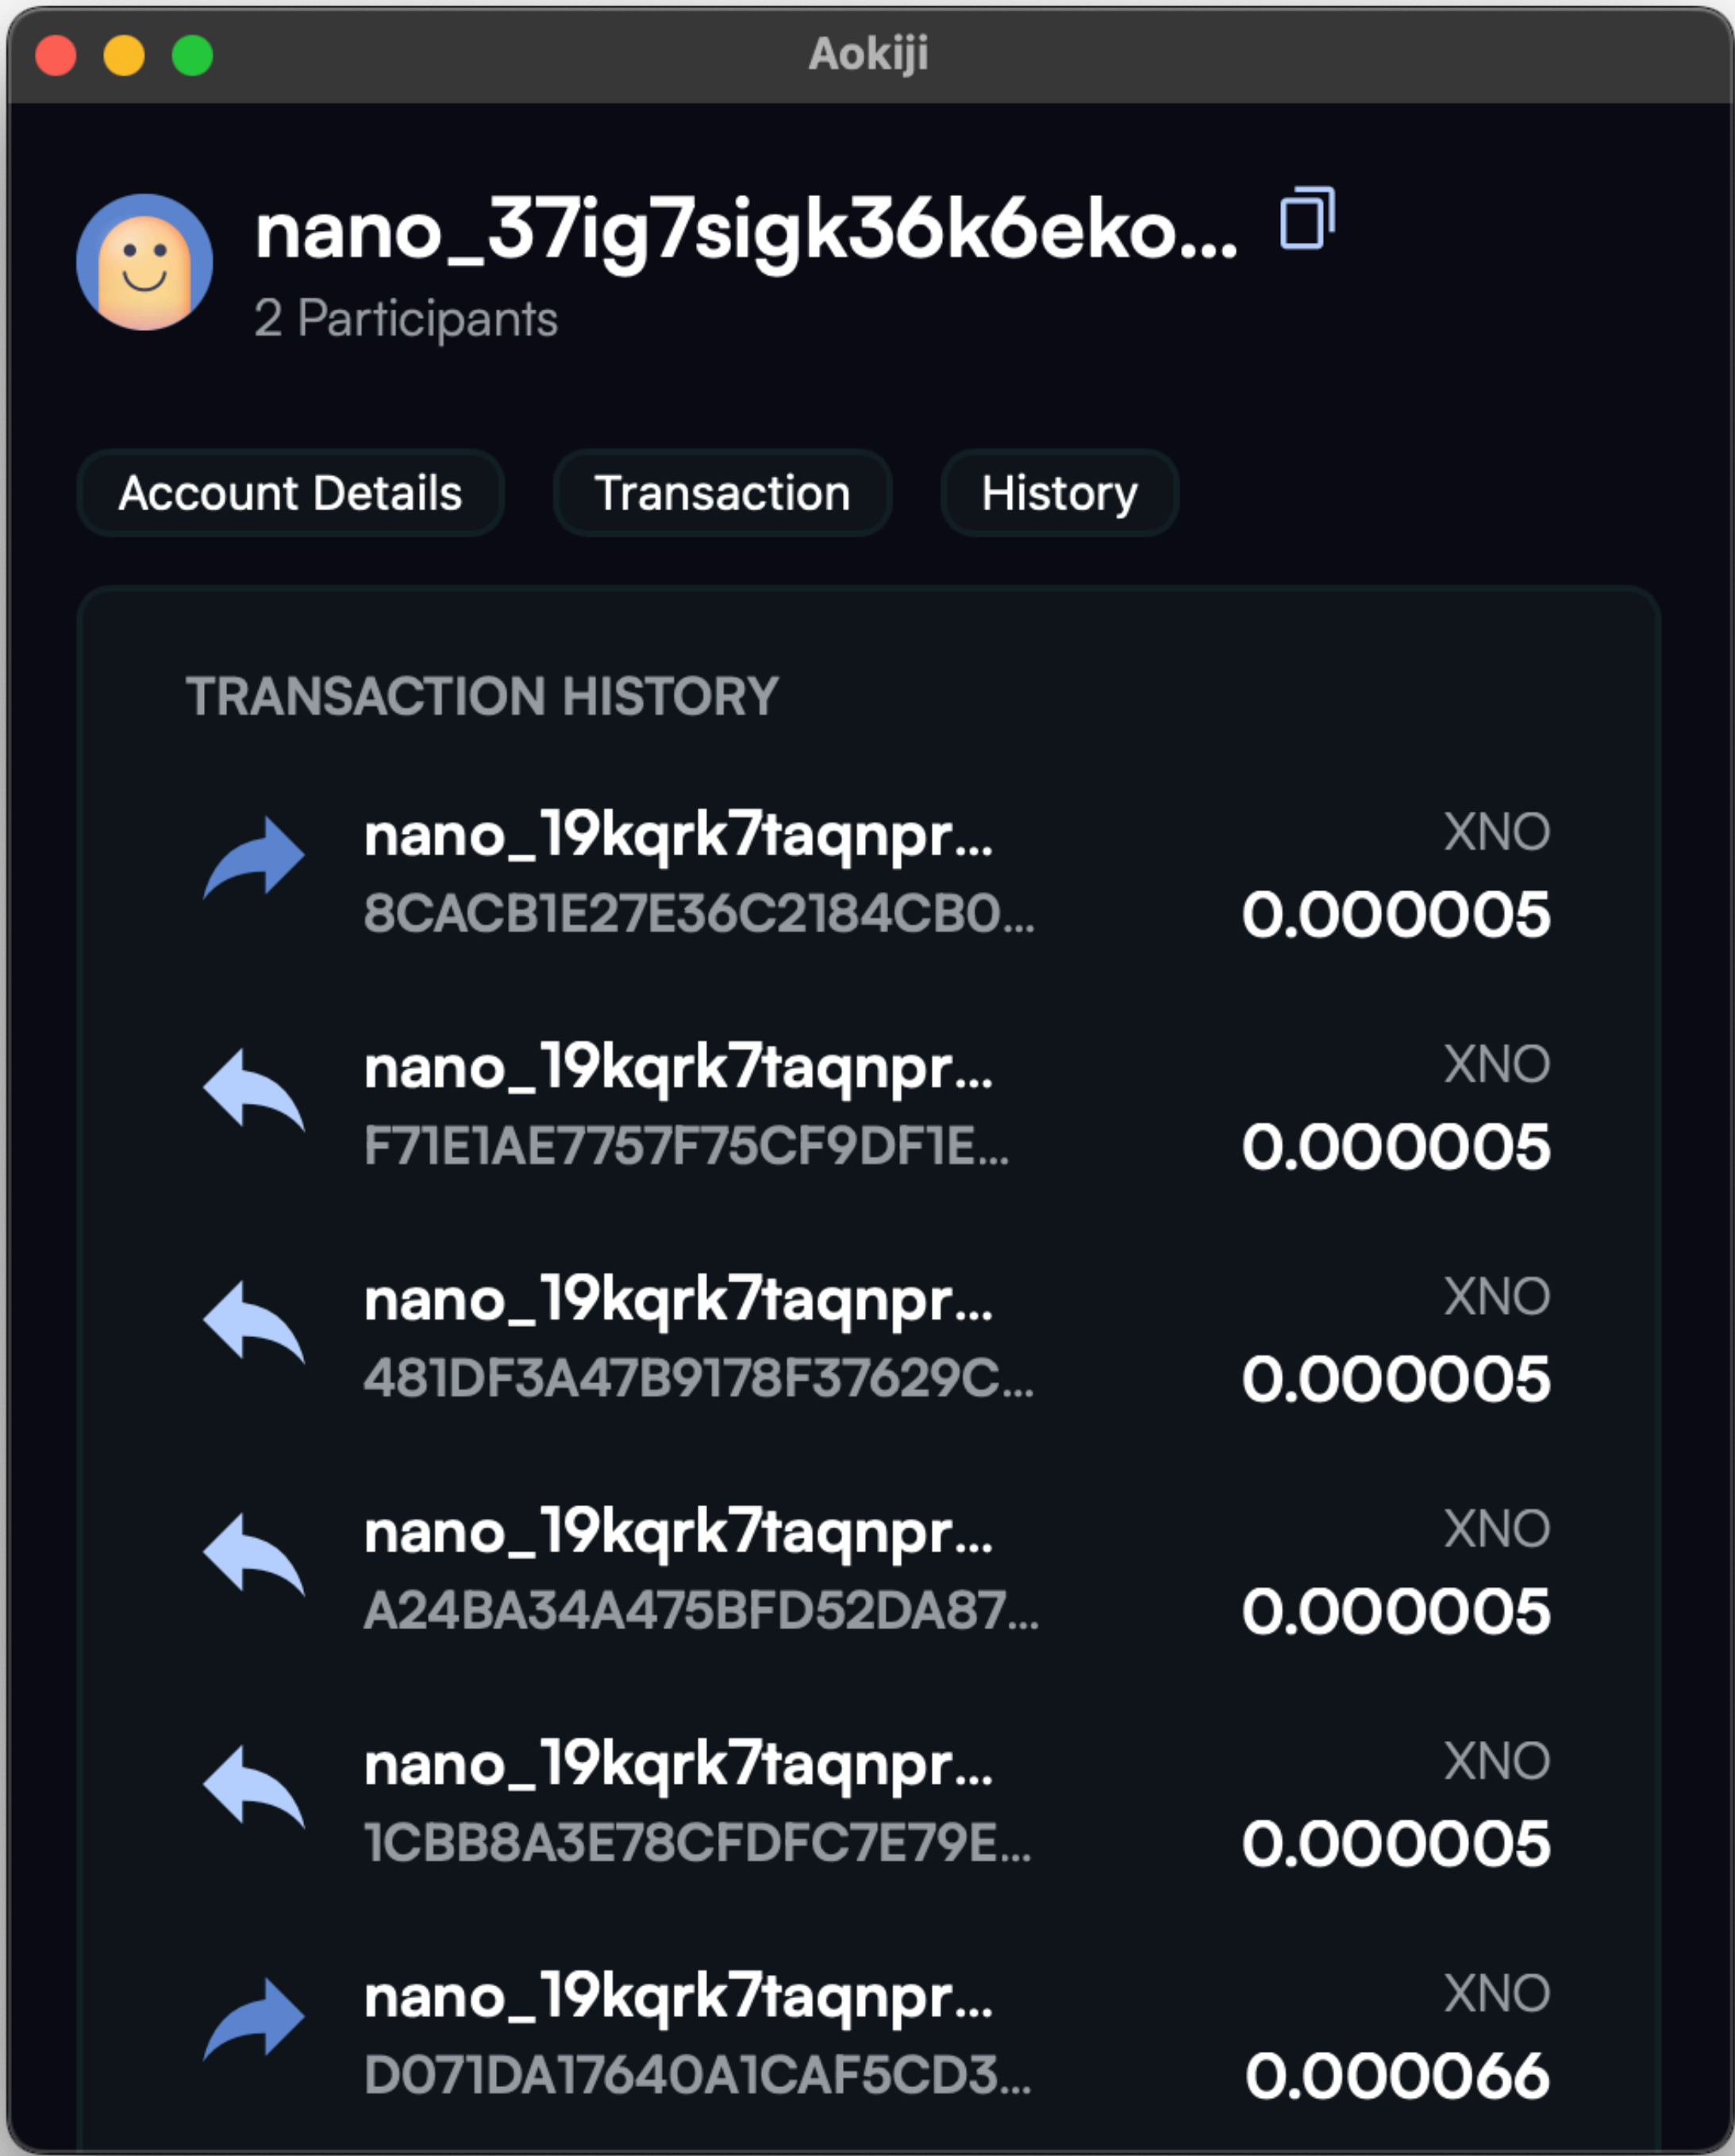 Aokiji
nano_37ig7sigk36k6eko...
2 Participants
Account Details
Transaction
History
TRANSACTION HISTORY
nano_19kqrk7taqnpr...
XNO
8CACB1E27E36C2184CB0...
0.000005
nano_19kqrk7taqnpr...
XNO
F71E1AE7757F75CF9DF1E...
0.000005
nano_19kqrk7taqnpr...
XNO
481DF3A47B9178F37629C...
0.000005
nano_19kqrk7taqnpr...
XNO
A24BA34A475BFD52DA87...
0.000005
nano_19kqrk7taqnpr...
XNO
1CBB8A3E78CFDFC7E79E...
0.000005
nano_19kqrk7taqnpr...
XNO
D071DA17640A1CAF5CD3...
0.000066